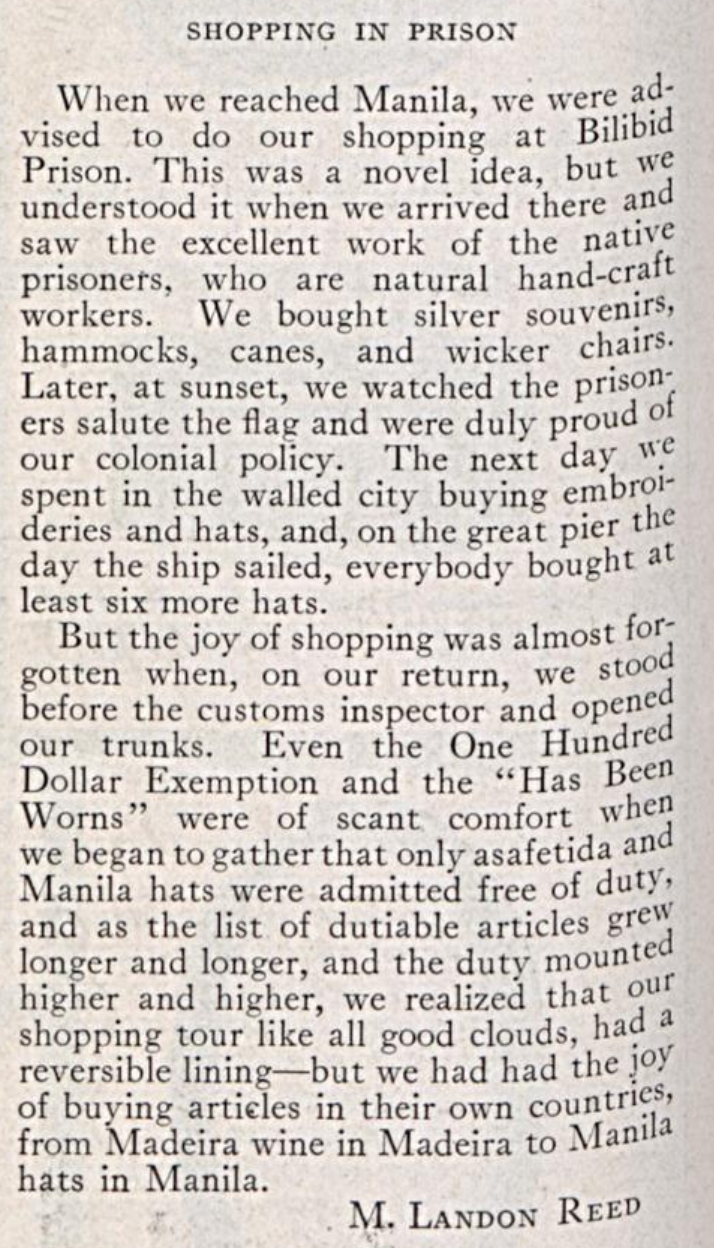 SHOPPING IN PRISON
When we reached Manila, we were ad-
vised to do our shopping at Bilibid
Prison. This was a novel idea, but we
understood it when we arrived there and
saw the excellent work of the native
prisoners, who are natural hand-craft
workers. We bought silver souvenirs,
hammocks, canes, and wicker chairs.
Later, at sunset, we watched the prison-
ers salute the flag and were duly proud of
our colonial policy. The next day we
spent in the walled city buying embroi-
deries and hats, and, on the great pier the
day the ship sailed, everybody bought at
least six more hats.
But the joy of shopping was almost for-
gotten when, on our return, we stood
before the customs inspector and opened
our trunks. Even the One Hundred
Dollar Exemption and the “Has Been
Worns” were of scant comfort when
we began to gather that only asafetida and
Manila hats were admitted free of duty,
and as the list of dutiable articles grew
longer and longer, and the duty mounted
higher and higher, we realized that our
shopping tour like all good clouds, had a
reversible lining—but we had had the joy
of buying articles in their own countries,
from Madeira wine in Madeira to Manila
hats in Manila.
M. LANDON REED